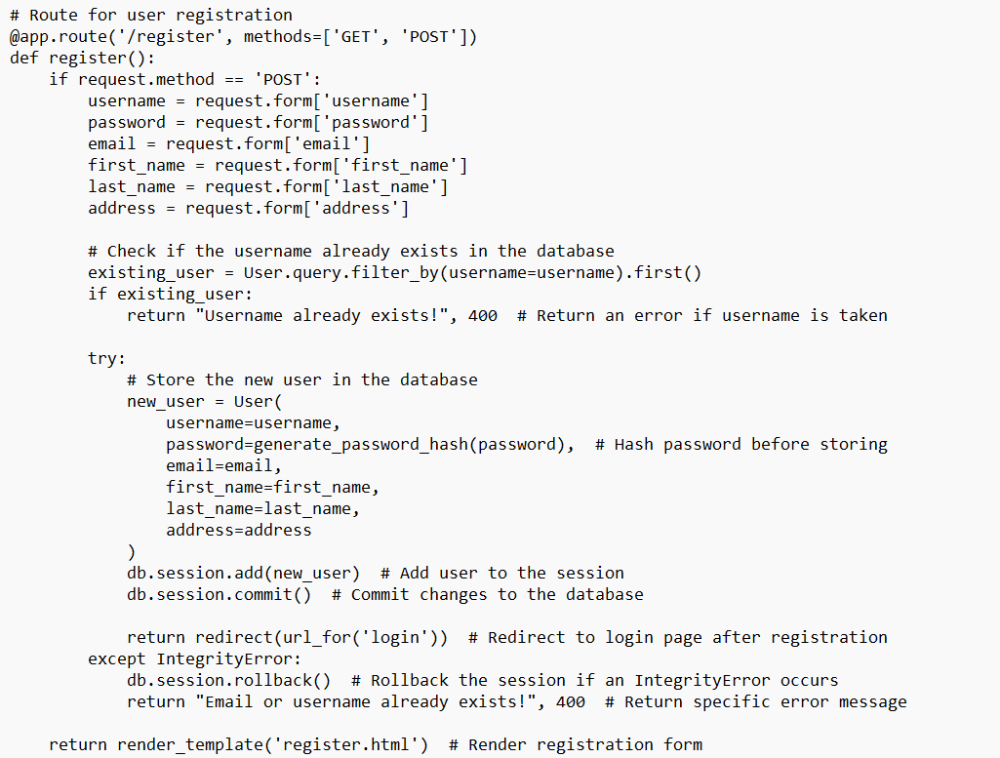 # Route for user registration
@app.route('/register', methods=['GET', 'POST'])
def register():
    if request.method == 'POST':
        username = request.form['username']
        password = request.form['password']
        email = request.form['email']
        first_name = request.form['first_name']
        last_name = request.form['last_name']
        address = request.form['address']

        # Check if the username already exists in the database
        existing_user = User.query.filter_by(username=username).first()
        if existing_user:
            return "Username already exists!", 400  # Return an error if username is taken

        try:
            # Store the new user in the database
            new_user = User(
                username=username,
                password=generate_password_hash(password),  # Hash password before storing
                email=email,
                first_name=first_name,
                last_name=last_name,
                address=address
            )
            db.session.add(new_user)  # Add user to the session
            db.session.commit()  # Commit changes to the database

            return redirect(url_for('login'))  # Redirect to login page after registration
        except IntegrityError:
            db.session.rollback()  # Rollback the session if an IntegrityError occurs
            return "Email or username already exists!", 400  # Return specific error message

    return render_template('register.html')  # Render registration form